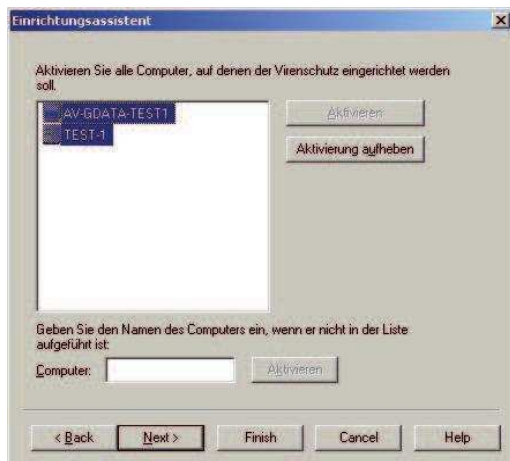 Einrichtungsassistent
Aktivieren Sie alle Computer, auf denen der Virenschutz eingerichtet werden
soll.
AV-GDATA-TEST1
TEST-1
Aktivieren
Aktivierung aufheben
Geben Sie den Namen des Computers ein, wenn er nicht in der Liste
aufgeführt ist:
Computer:
Aktivieren
< Back
Next >
Finish
Cancel
Help